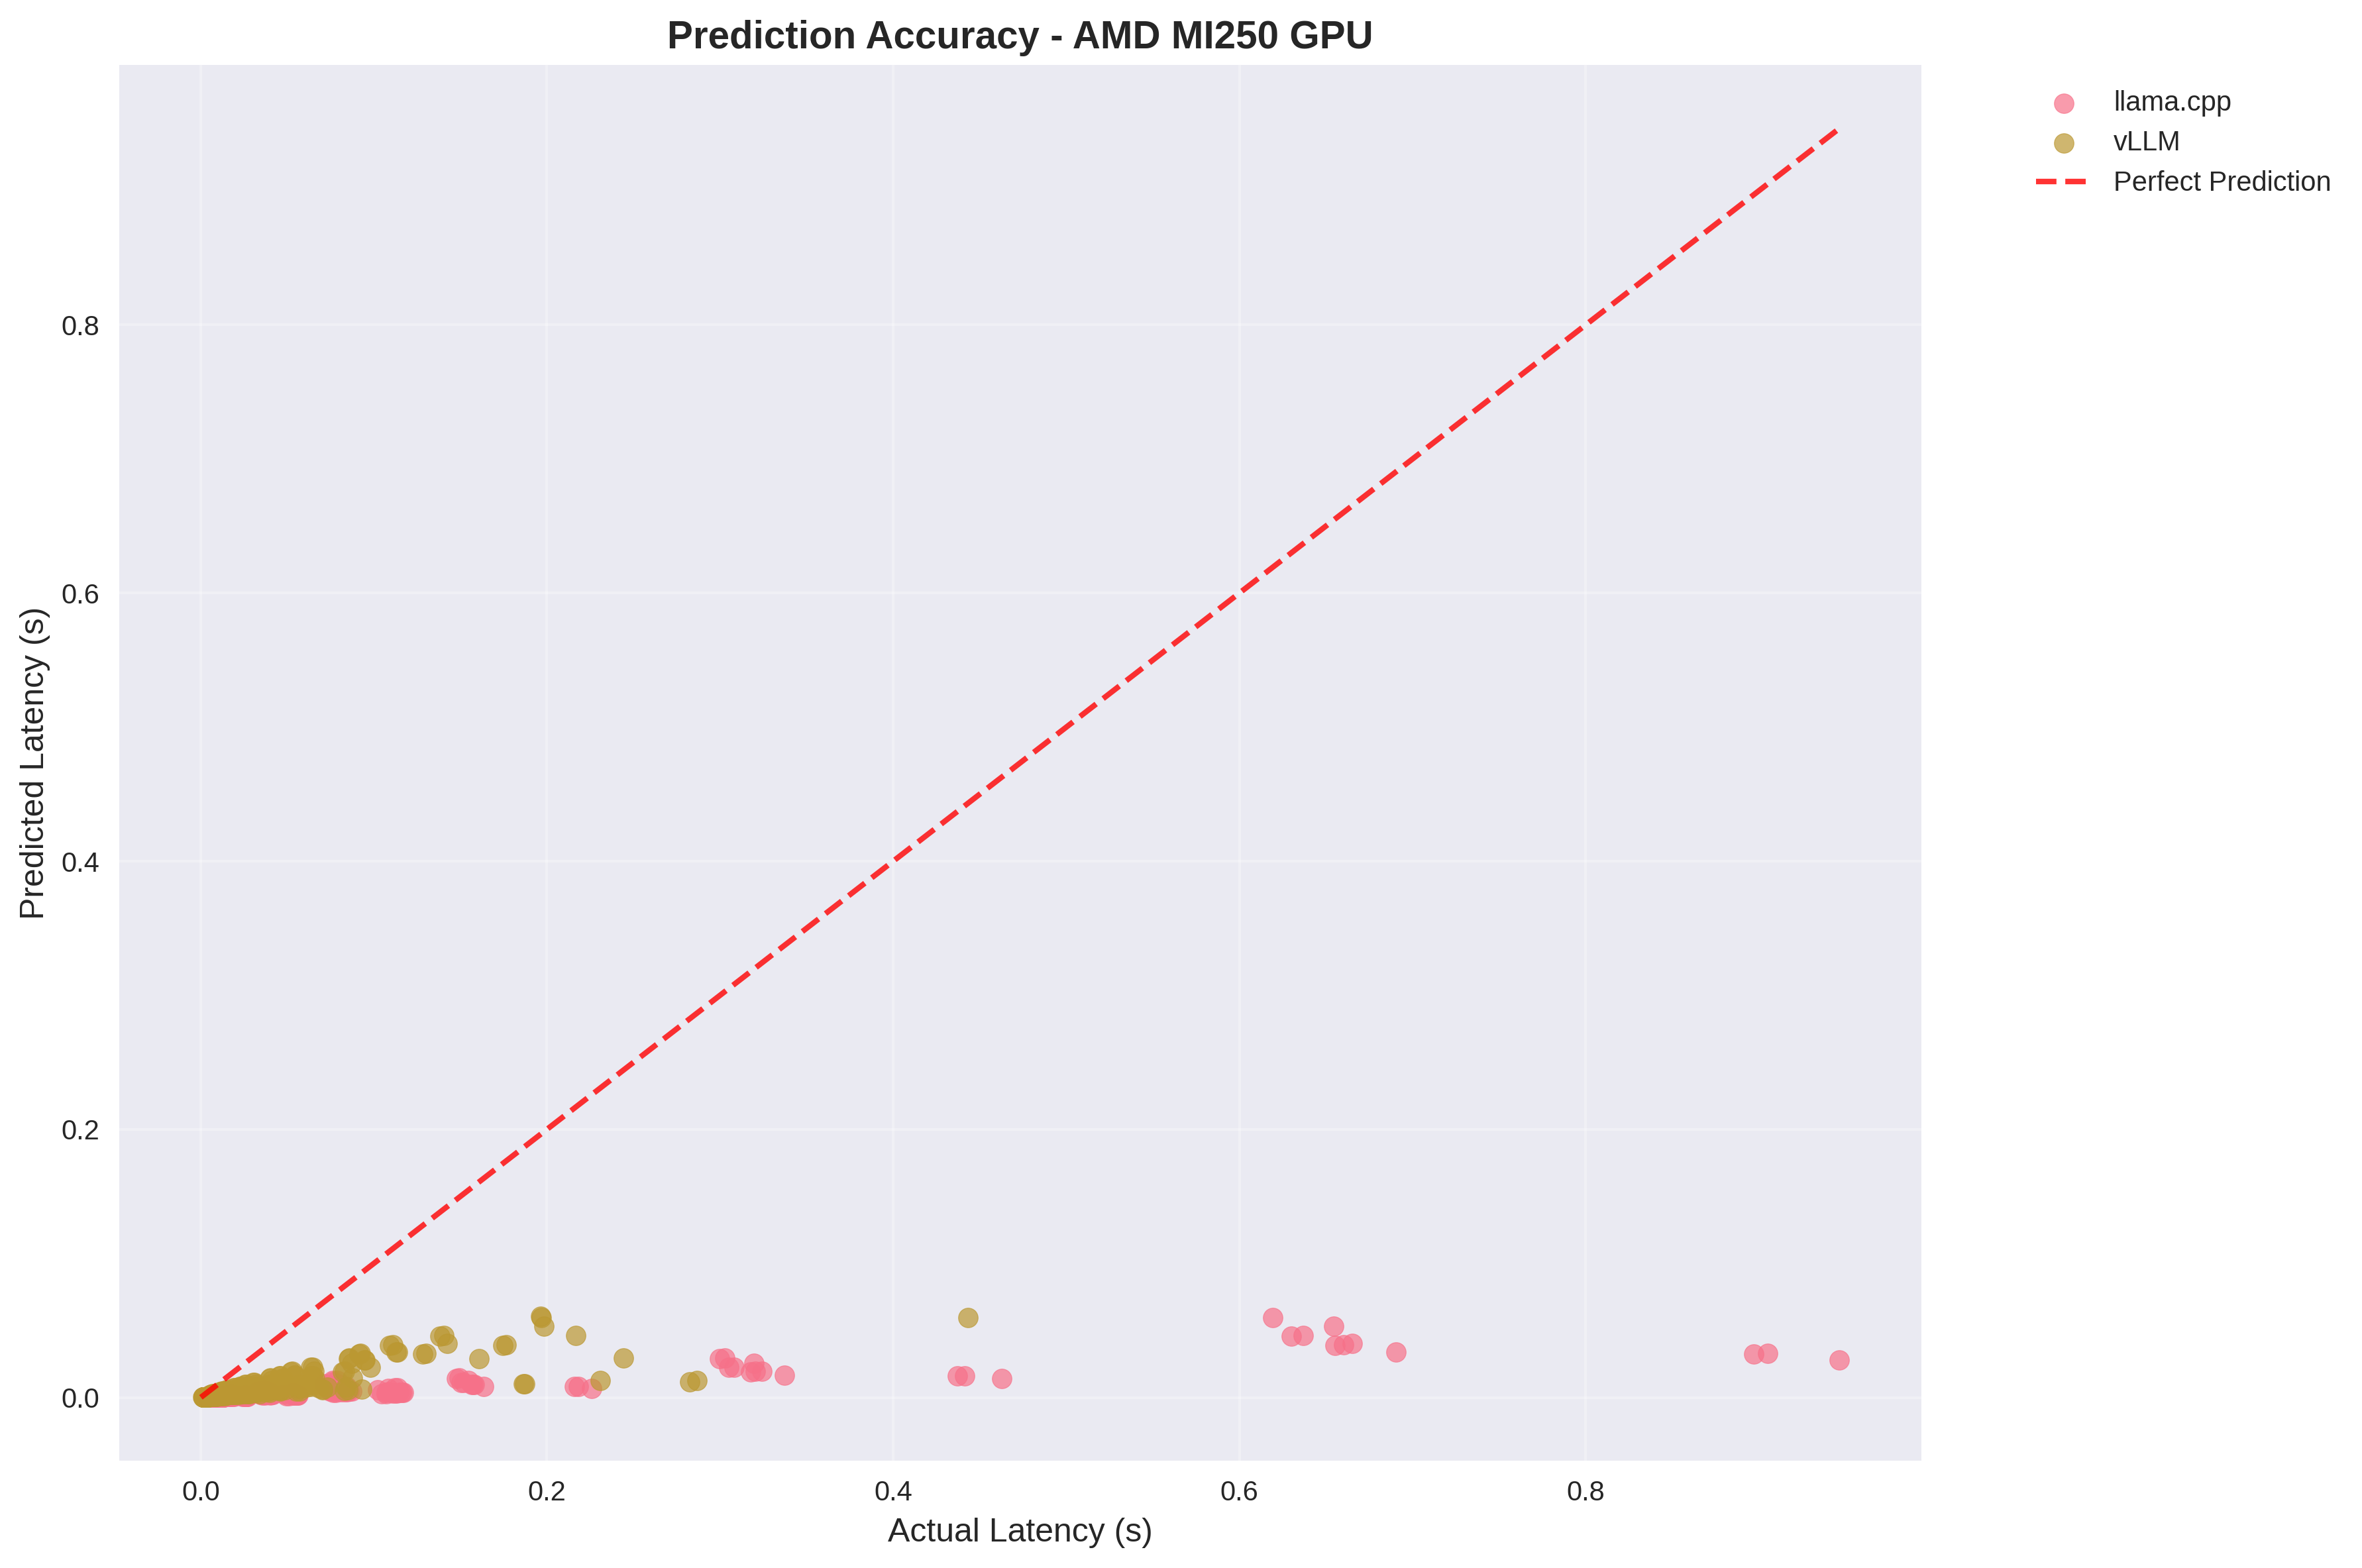 Prediction Accuracy - AMD MI250 GPU
llama.cpp
vLLM
Perfect Prediction
Predicted Latency (s)
0.8
0.6
0.4
0.2
0.0
0.0 0.2 0.4 0.6 0.8
Actual Latency (s)